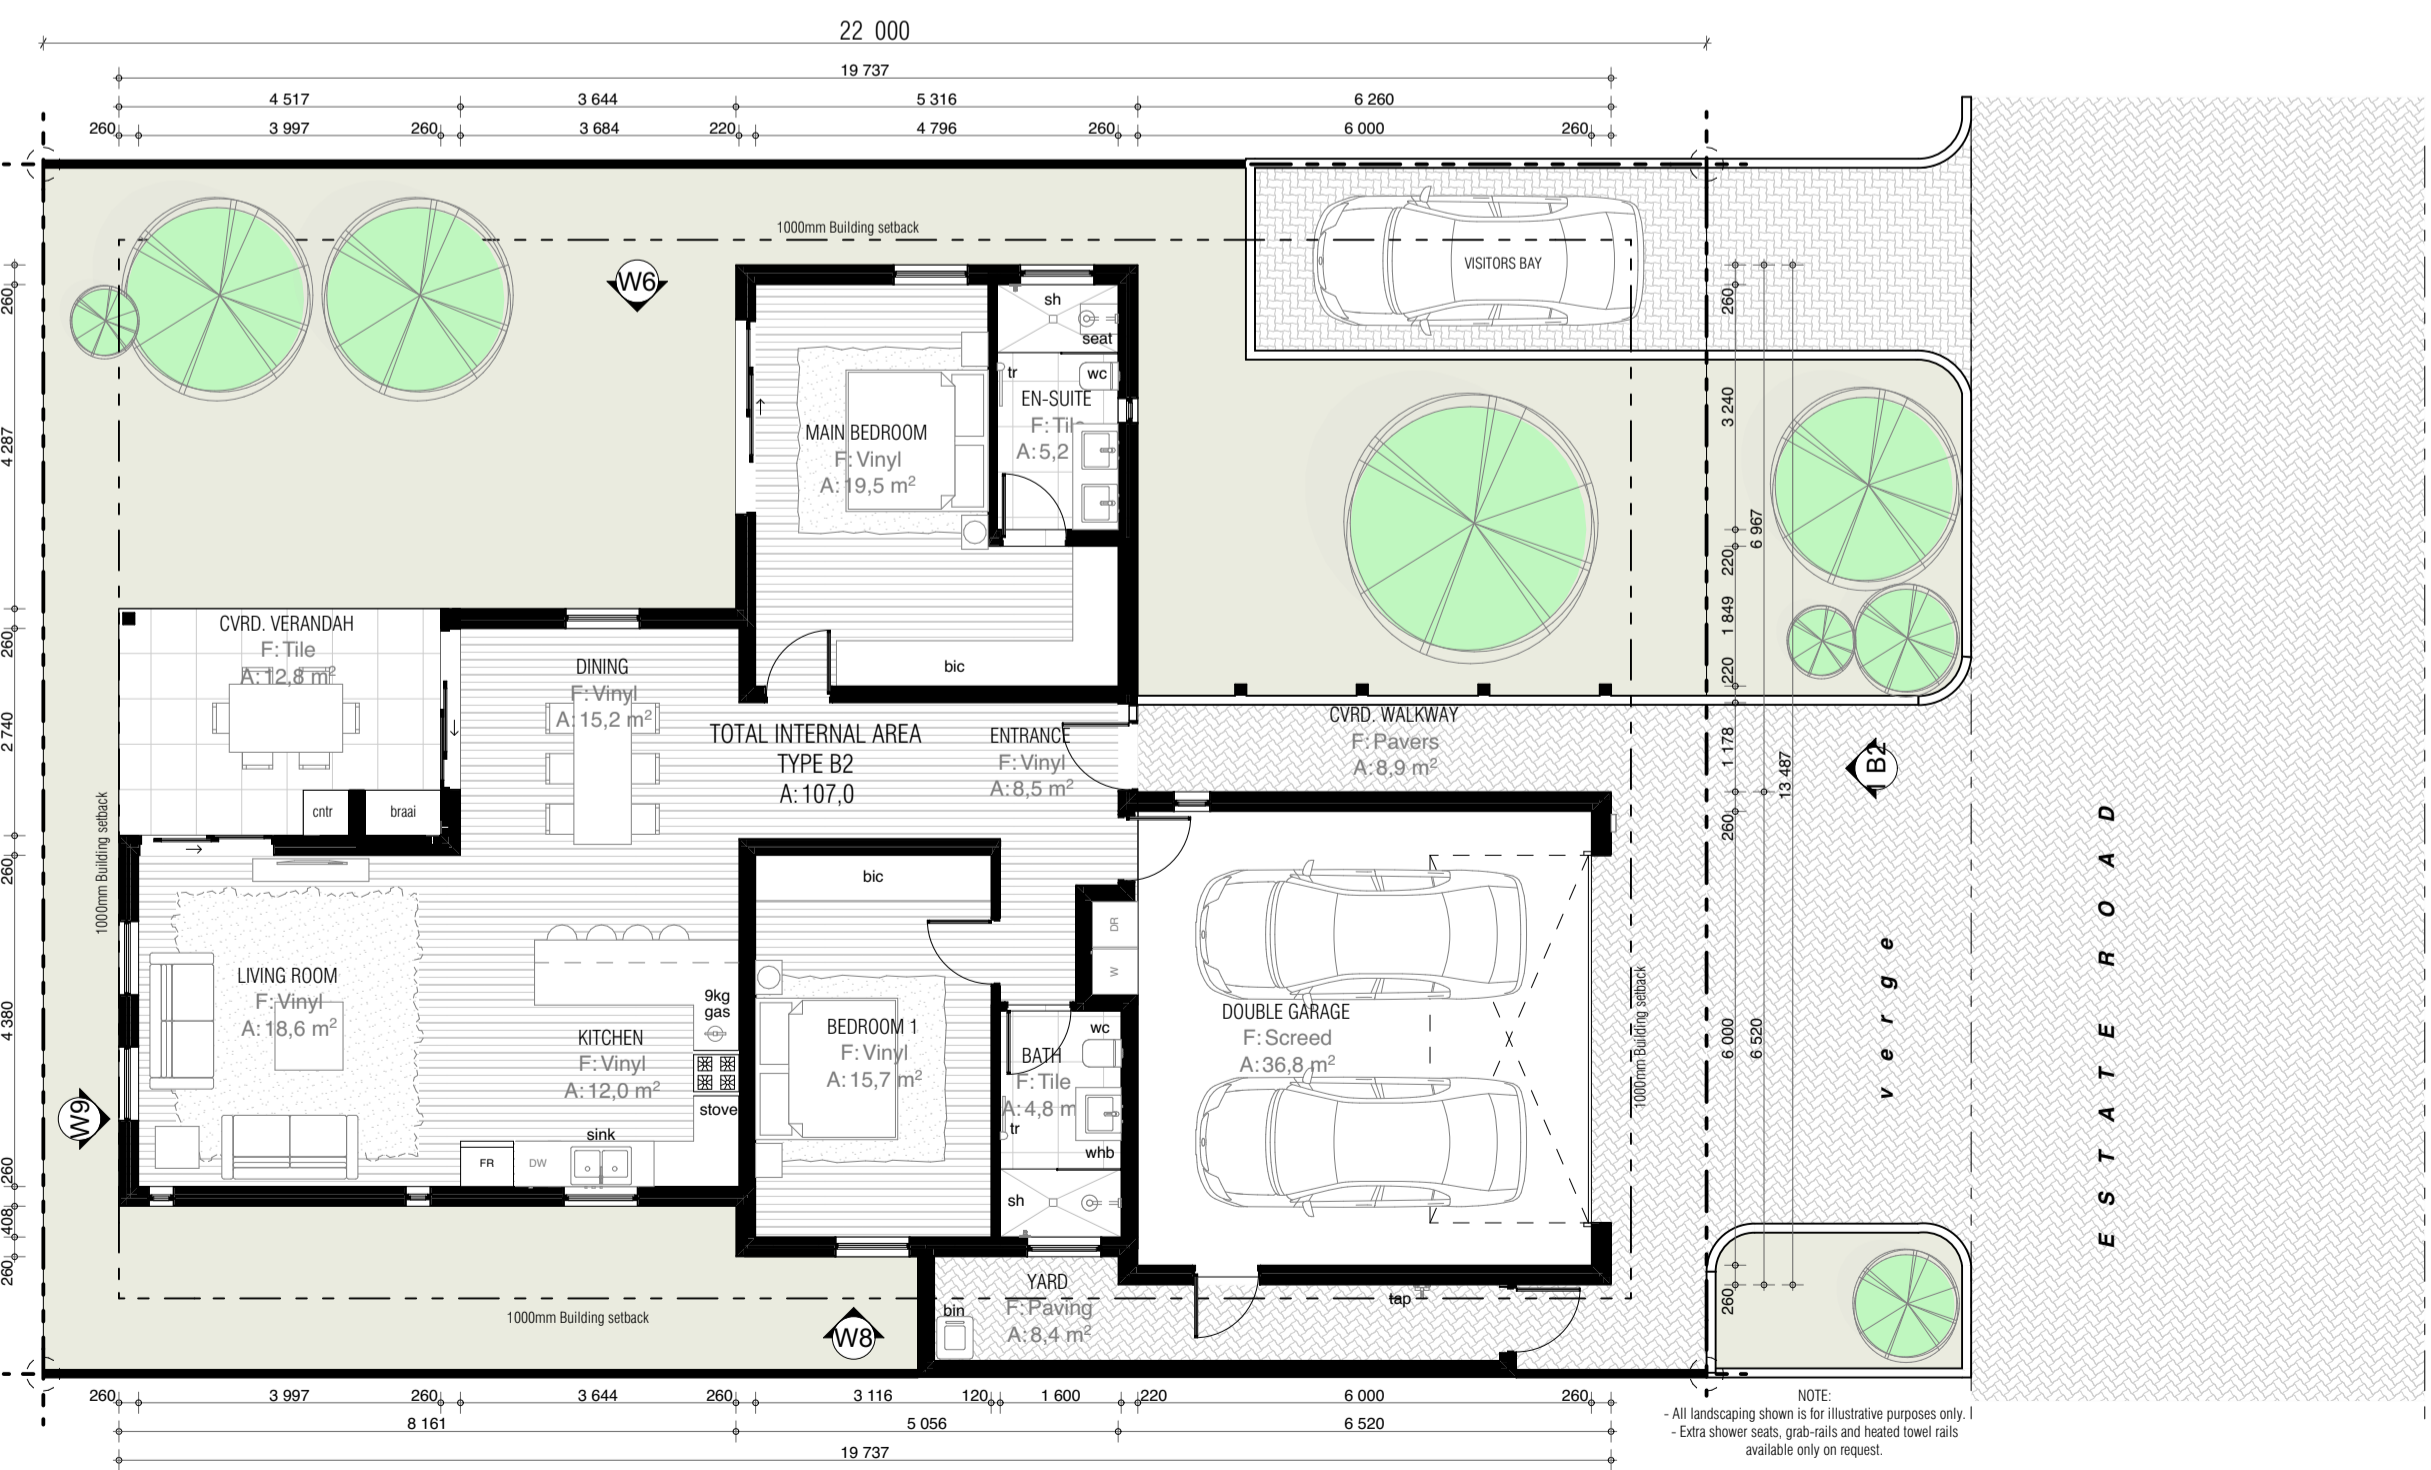 22 000
19 737
4 517 3 644 5 316 6 260
260 3 997 260 3 684 220 4 796 260 6 000 260
1000mm Building setback
W6
VISITORS BAY
sh
seat
tr
wc
EN-SUITE
F: Tile
A: 5,2
MAIN BEDROOM
F: Vinyl
A: 19,5 m²
bic
CVRD. VERANDAH
F: Tile
A: 12,8 m²
cntr
braai
DINING
F: Vinyl
A: 15,2 m²
TOTAL INTERNAL AREA
TYPE B2
A: 107,0
ENTRANCE
F: Vinyl
A: 8,5 m²
CVRD. WALKWAY
F: Pavers
A: 8,9 m²
bic
DR
W
LIVING ROOM
F: Vinyl
A: 18,6 m²
KITCHEN
F: Vinyl
A: 12,0 m²
9kg
gas
stove
sink
FR
DW
BEDROOM 1
F: Vinyl
A: 15,7 m²
wc
BATH
F: Tile
A: 4,8 m
tr
whb
sh
DOUBLE GARAGE
F: Screed
A: 36,8 m²
YARD
F: Paving
A: 8,4 m²
bin
tap
1000mm Building setback
1000mm Building setback
1000mm Building setback
W9
W8
B2
verge
ESTATE ROAD
260
4 287
260
2 740
260
4 380
260
408
260
260
3 240
220
1 849
220
1 178
260
6 000
260
6 967
6 520
13 487
260 3 997 260 3 644 260 3 116 120 1 600 220 6 000 260
8 161 5 056 6 520
19 737
NOTE:
- All landscaping shown is for illustrative purposes only.
- Extra shower seats, grab-rails and heated towel rails
available only on request.